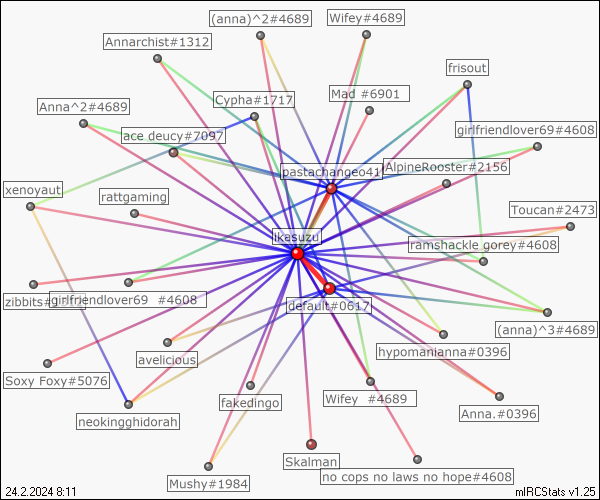 (anna)^2#4689
Wifey#4689
Annarchist#1312
frisout
Cypha#1717
Mad #6901
Anna^2#4689
ace deucy#7097
girlfriendlover69#4608
pastachangeo41
AlpineRooster#2156
xenoyaut
rattgaming
Toucan#2473
ikasuzu
ramshackle gorey#4608
zibbits#
girlfriendlover69 #4608
default#0617
(anna)^3#4689
avelicious
hypomanianna#0396
Soxy Foxy#5076
fakedingo
Wifey #4689
neokingghidorah
Anna.#0396
Skalman
Mushy#1984
no cops no laws no hope#4608
24.2.2024 8:11
mIRCStats v1.25